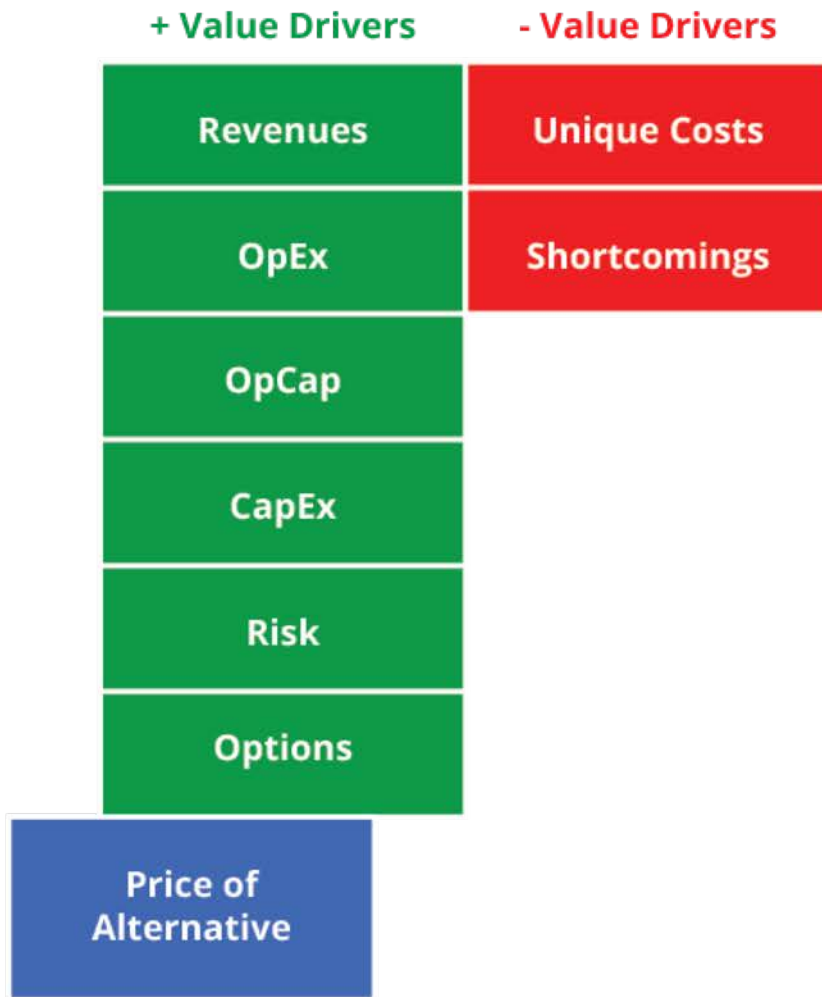 + Value Drivers
- Value Drivers
Revenues
Unique Costs
OpEx
Shortcomings
OpCap
CapEx
Risk
Options
Price of
Alternative